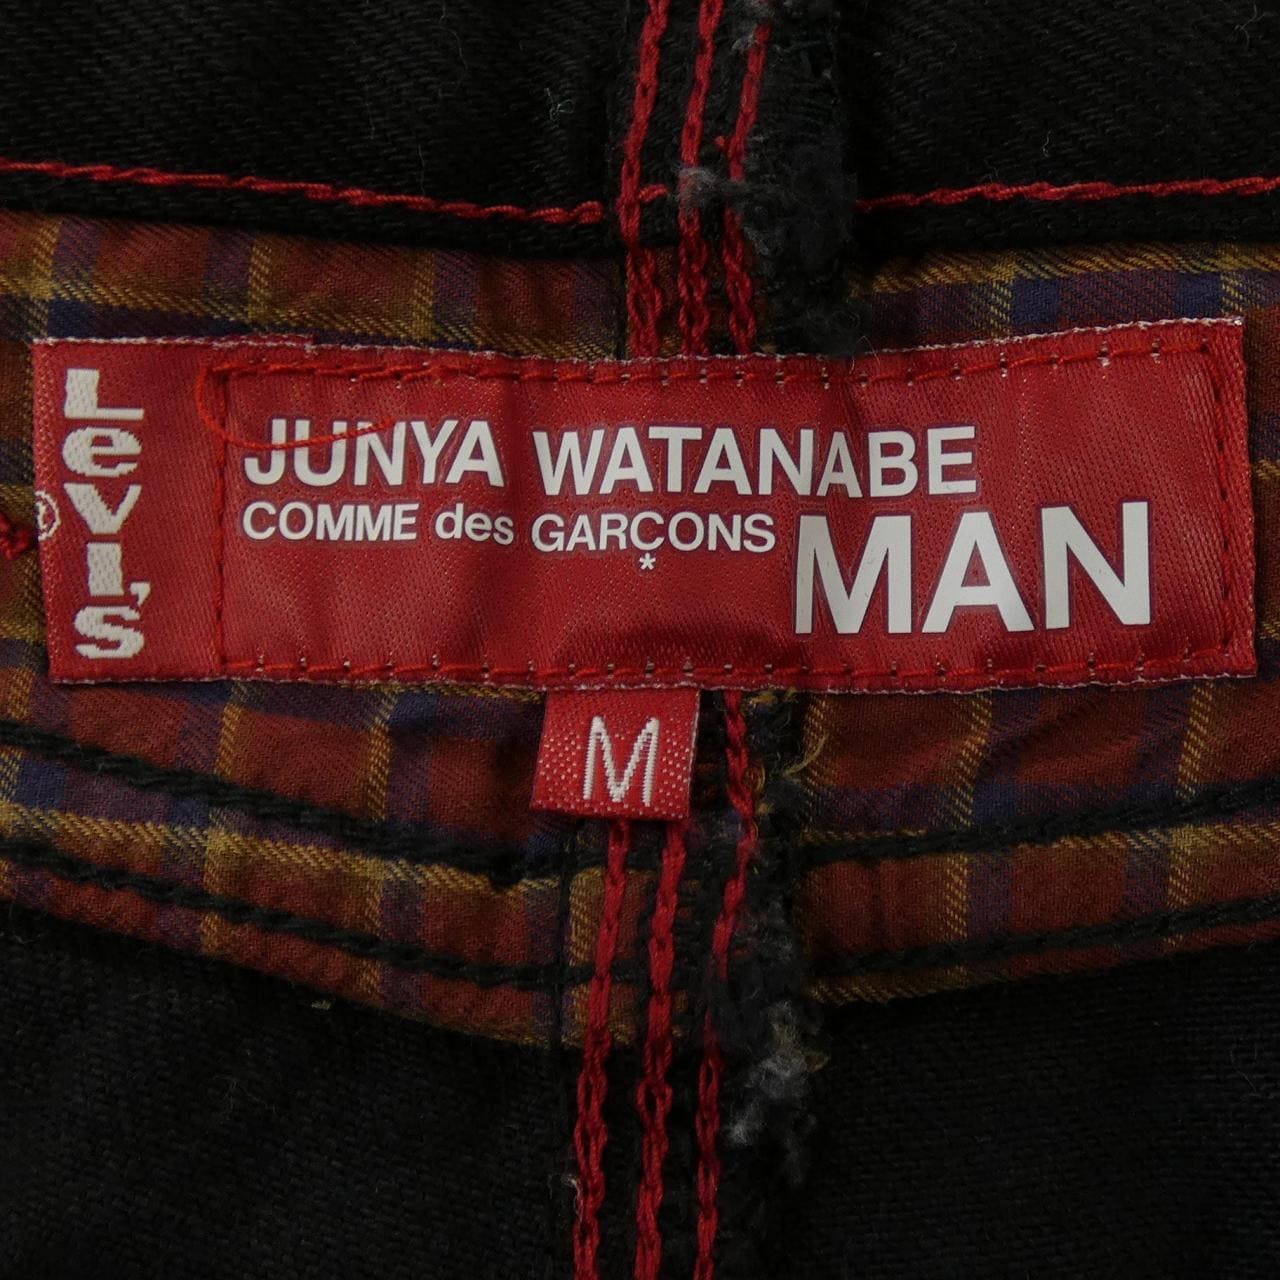 Levi's
®
JUNYA WATANABE
COMME des GARÇONS MAN
*
M